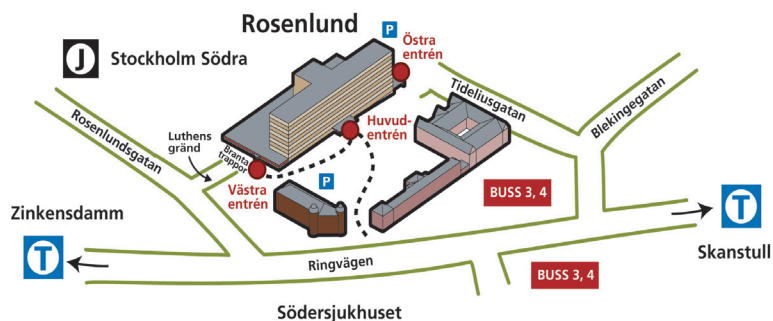 Rosenlund
P
Östra
entrén
J
Stockholm Södra
Tideliusgatan
Blekingegatan
Huvud-
entrén
Rosenlundsgatan
Luthens
gränd
Branta
trappor
Västra
entrén
P
BUSS 3, 4
Zinkensdamm
T
T
Skanstull
Ringvägen
BUSS 3, 4
Södersjukhuset